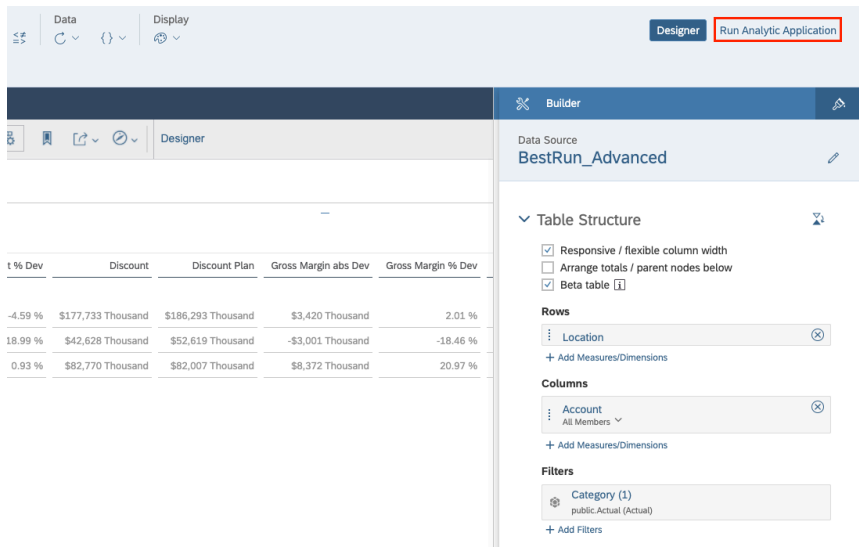 Data
Display
Designer
Run Analytic Application
Builder
Designer
Data Source
BestRun_Advanced
Table Structure
Responsive / flexible column width
Arrange totals / parent nodes below
Beta table
t % Dev Discount Discount Plan Gross Margin abs Dev Gross Margin % Dev
-4.59 % $177,733 Thousand $186,293 Thousand $3,420 Thousand 2.01 %
18.99 % $42,628 Thousand $52,619 Thousand -$3,001 Thousand -18.46 %
0.93 % $82,770 Thousand $82,007 Thousand $8,372 Thousand 20.97 %
Rows
Location
+ Add Measures/Dimensions
Columns
Account
All Members
+ Add Measures/Dimensions
Filters
Category (1)
public.Actual (Actual)
+ Add Filters